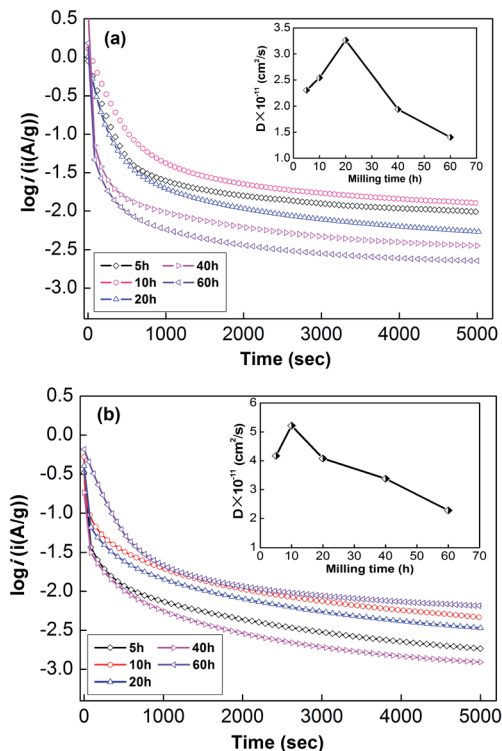 (a)
log i (i(A/g))
0.5
0.0
-0.5
-1.0
-1.5
-2.0
-2.5
-3.0
0 1000 2000 3000 4000 5000
Time (sec)
5h 40h
10h 60h
20h
D×10⁻¹¹ (cm²/s)
3.5
3.0
2.5
2.0
1.5
1.0
0 10 20 30 40 50 60 70
Milling time (h)
(b)
log i (i(A/g))
0.5
0.0
-0.5
-1.0
-1.5
-2.0
-2.5
-3.0
0 1000 2000 3000 4000 5000
Time (sec)
5h 40h
10h 60h
20h
D×10⁻¹¹ (cm²/s)
6
5
4
3
2
1
0 10 20 30 40 50 60 70
Milling time (h)